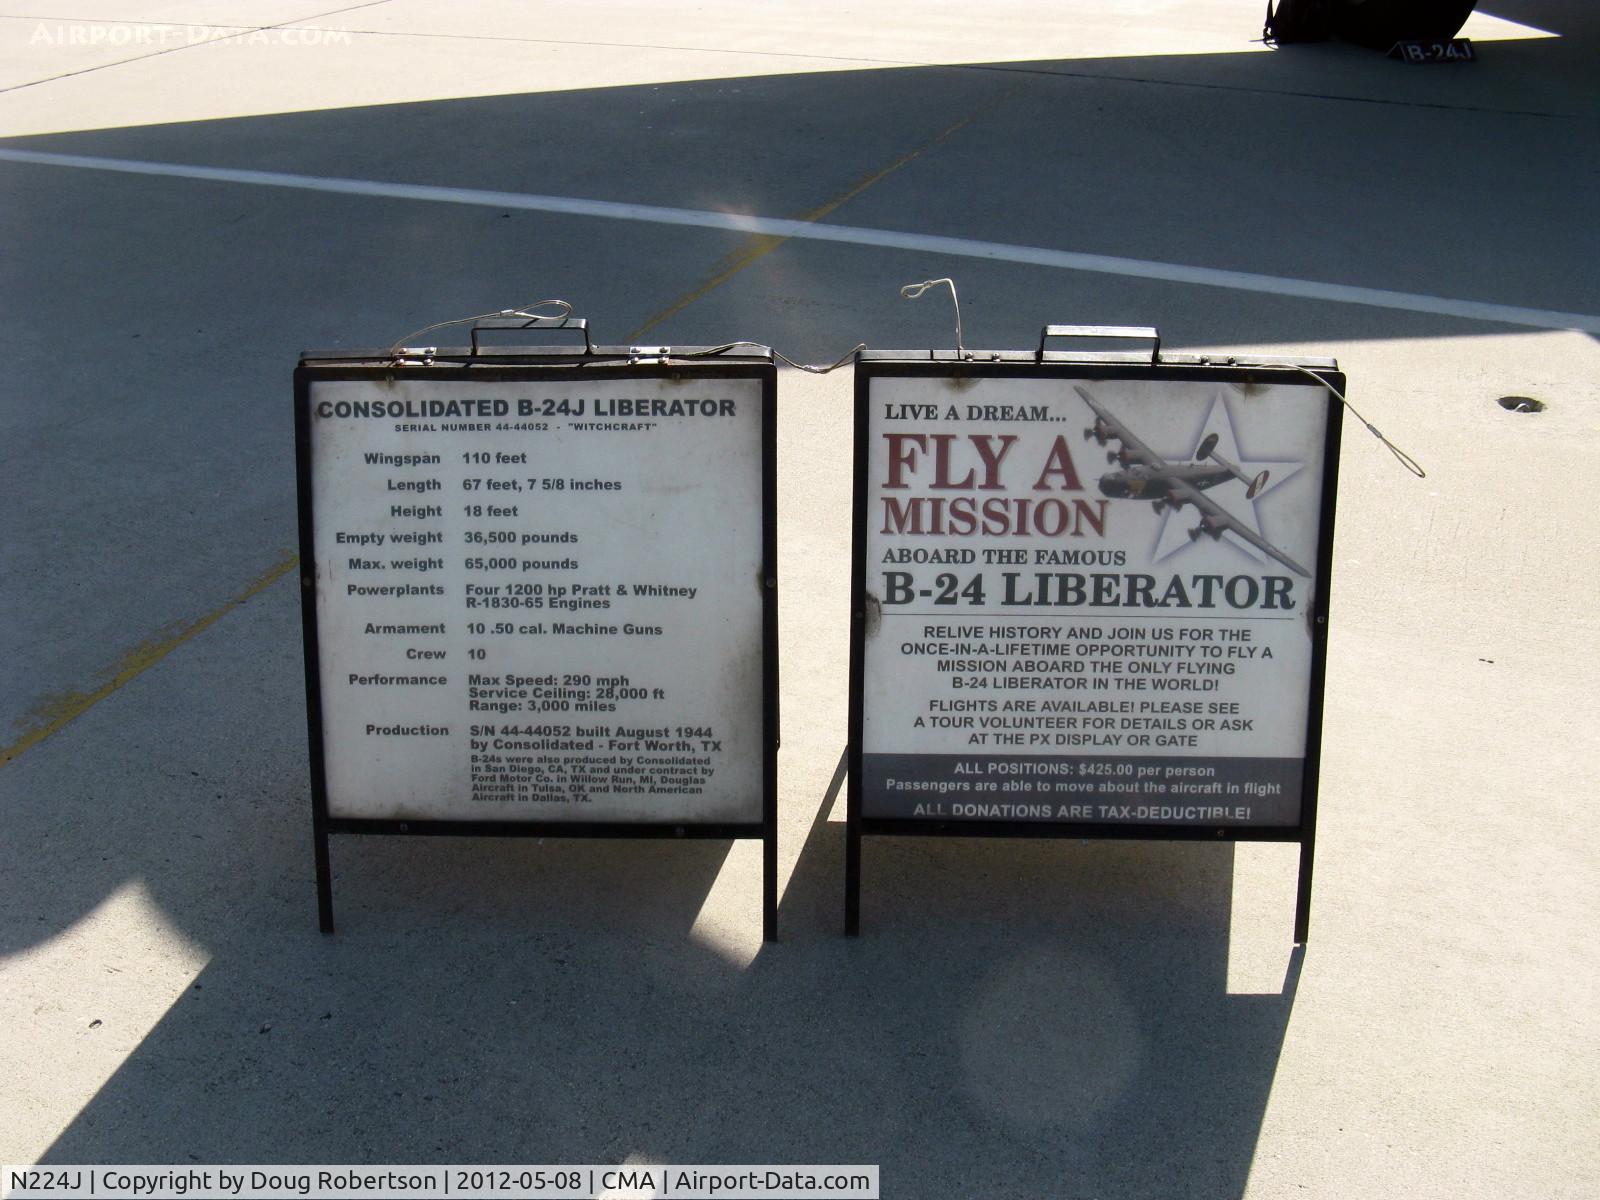 AIRPORT-DATA.COM
B-24J
CONSOLIDATED B-24J LIBERATOR
SERIAL NUMBER 44-44052 - "WITCHCRAFT"
Wingspan 110 feet
Length 67 feet, 7 5/8 inches
Height 18 feet
Empty weight 36,500 pounds
Max. weight 65,000 pounds
Powerplants Four 1200 hp Pratt & Whitney
R-1830-65 Engines
Armament 10 .50 cal. Machine Guns
Crew 10
Performance Max Speed: 290 mph
Service Ceiling: 28,000 ft
Range: 3,000 miles
Production S/N 44-44052 built August 1944
by Consolidated - Fort Worth, TX
B-24s were also produced by Consolidated
in San Diego, CA, TX and under contract by
Ford Motor Co. in Willow Run, MI, Douglas
Aircraft in Tulsa, OK and North American
Aircraft in Dallas, TX.
LIVE A DREAM...
FLY A
MISSION
ABOARD THE FAMOUS
B-24 LIBERATOR
RELIVE HISTORY AND JOIN US FOR THE
ONCE-IN-A-LIFETIME OPPORTUNITY TO FLY A
MISSION ABOARD THE ONLY FLYING
B-24 LIBERATOR IN THE WORLD!
FLIGHTS ARE AVAILABLE! PLEASE SEE
A TOUR VOLUNTEER FOR DETAILS OR ASK
AT THE PX DISPLAY OR GATE
ALL POSITIONS: $425.00 per person
Passengers are able to move about the aircraft in flight
ALL DONATIONS ARE TAX-DEDUCTIBLE!
N224J | Copyright by Doug Robertson | 2012-05-08 | CMA | Airport-Data.com